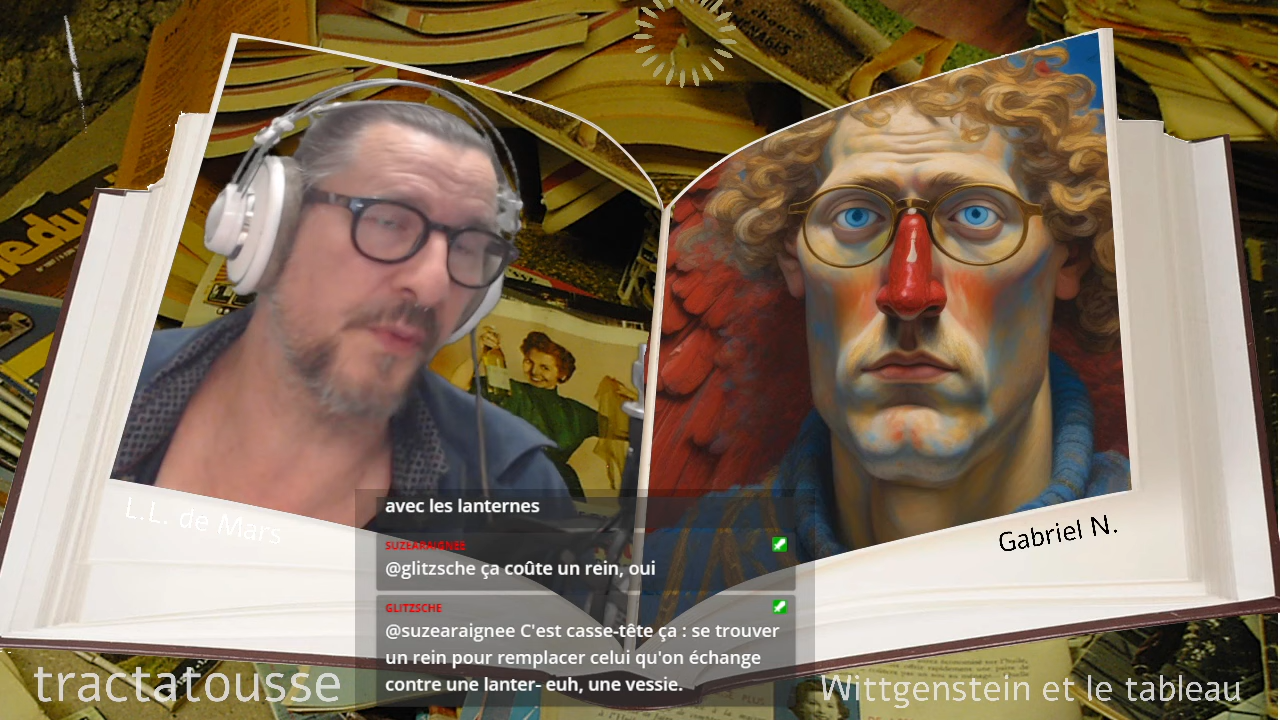 L.L. de Mars
Gabriel N.
avec les lanternes
SUZEARAIGNEE
@glitzsche ça coûte un rein, oui
GLITZSCHE
@suzearaignee C'est casse-tête ça : se trouver
un rein pour remplacer celui qu'on échange
contre une lanter- euh, une vessie.
tractatousse
Wittgenstein et le tableau